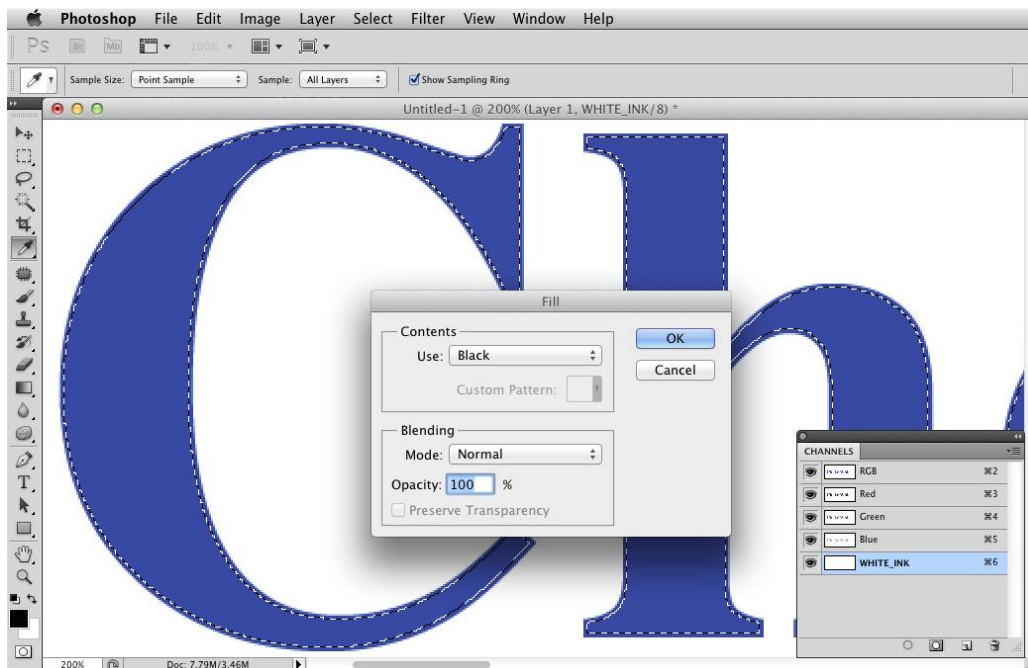 Photoshop File Edit Image Layer Select Filter View Window Help
Ps Br Mb 100%
Sample Size: Point Sample Sample: All Layers Show Sampling Ring
Untitled-1 @ 200% (Layer 1, WHITE_INK/8) *
Ch
Fill
Contents
Use: Black
Custom Pattern:
OK
Cancel
Blending
Mode: Normal
Opacity: 100 %
Preserve Transparency
CHANNELS
RGB ⌘2
Red ⌘3
Green ⌘4
Blue ⌘5
WHITE_INK ⌘6
T
200% Doc: 7.79M/3.46M